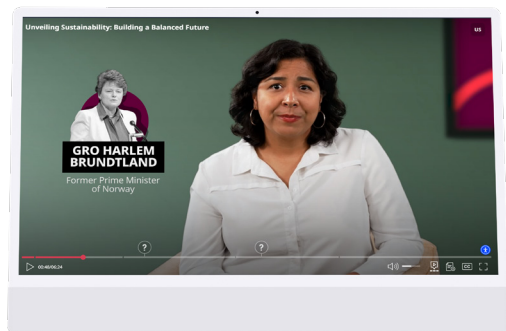 Unveiling Sustainability: Building a Balanced Future
US
GRO HARLEM
BRUNDTLAND
Former Prime Minister
of Norway
?
?
00:48/06:24
CC